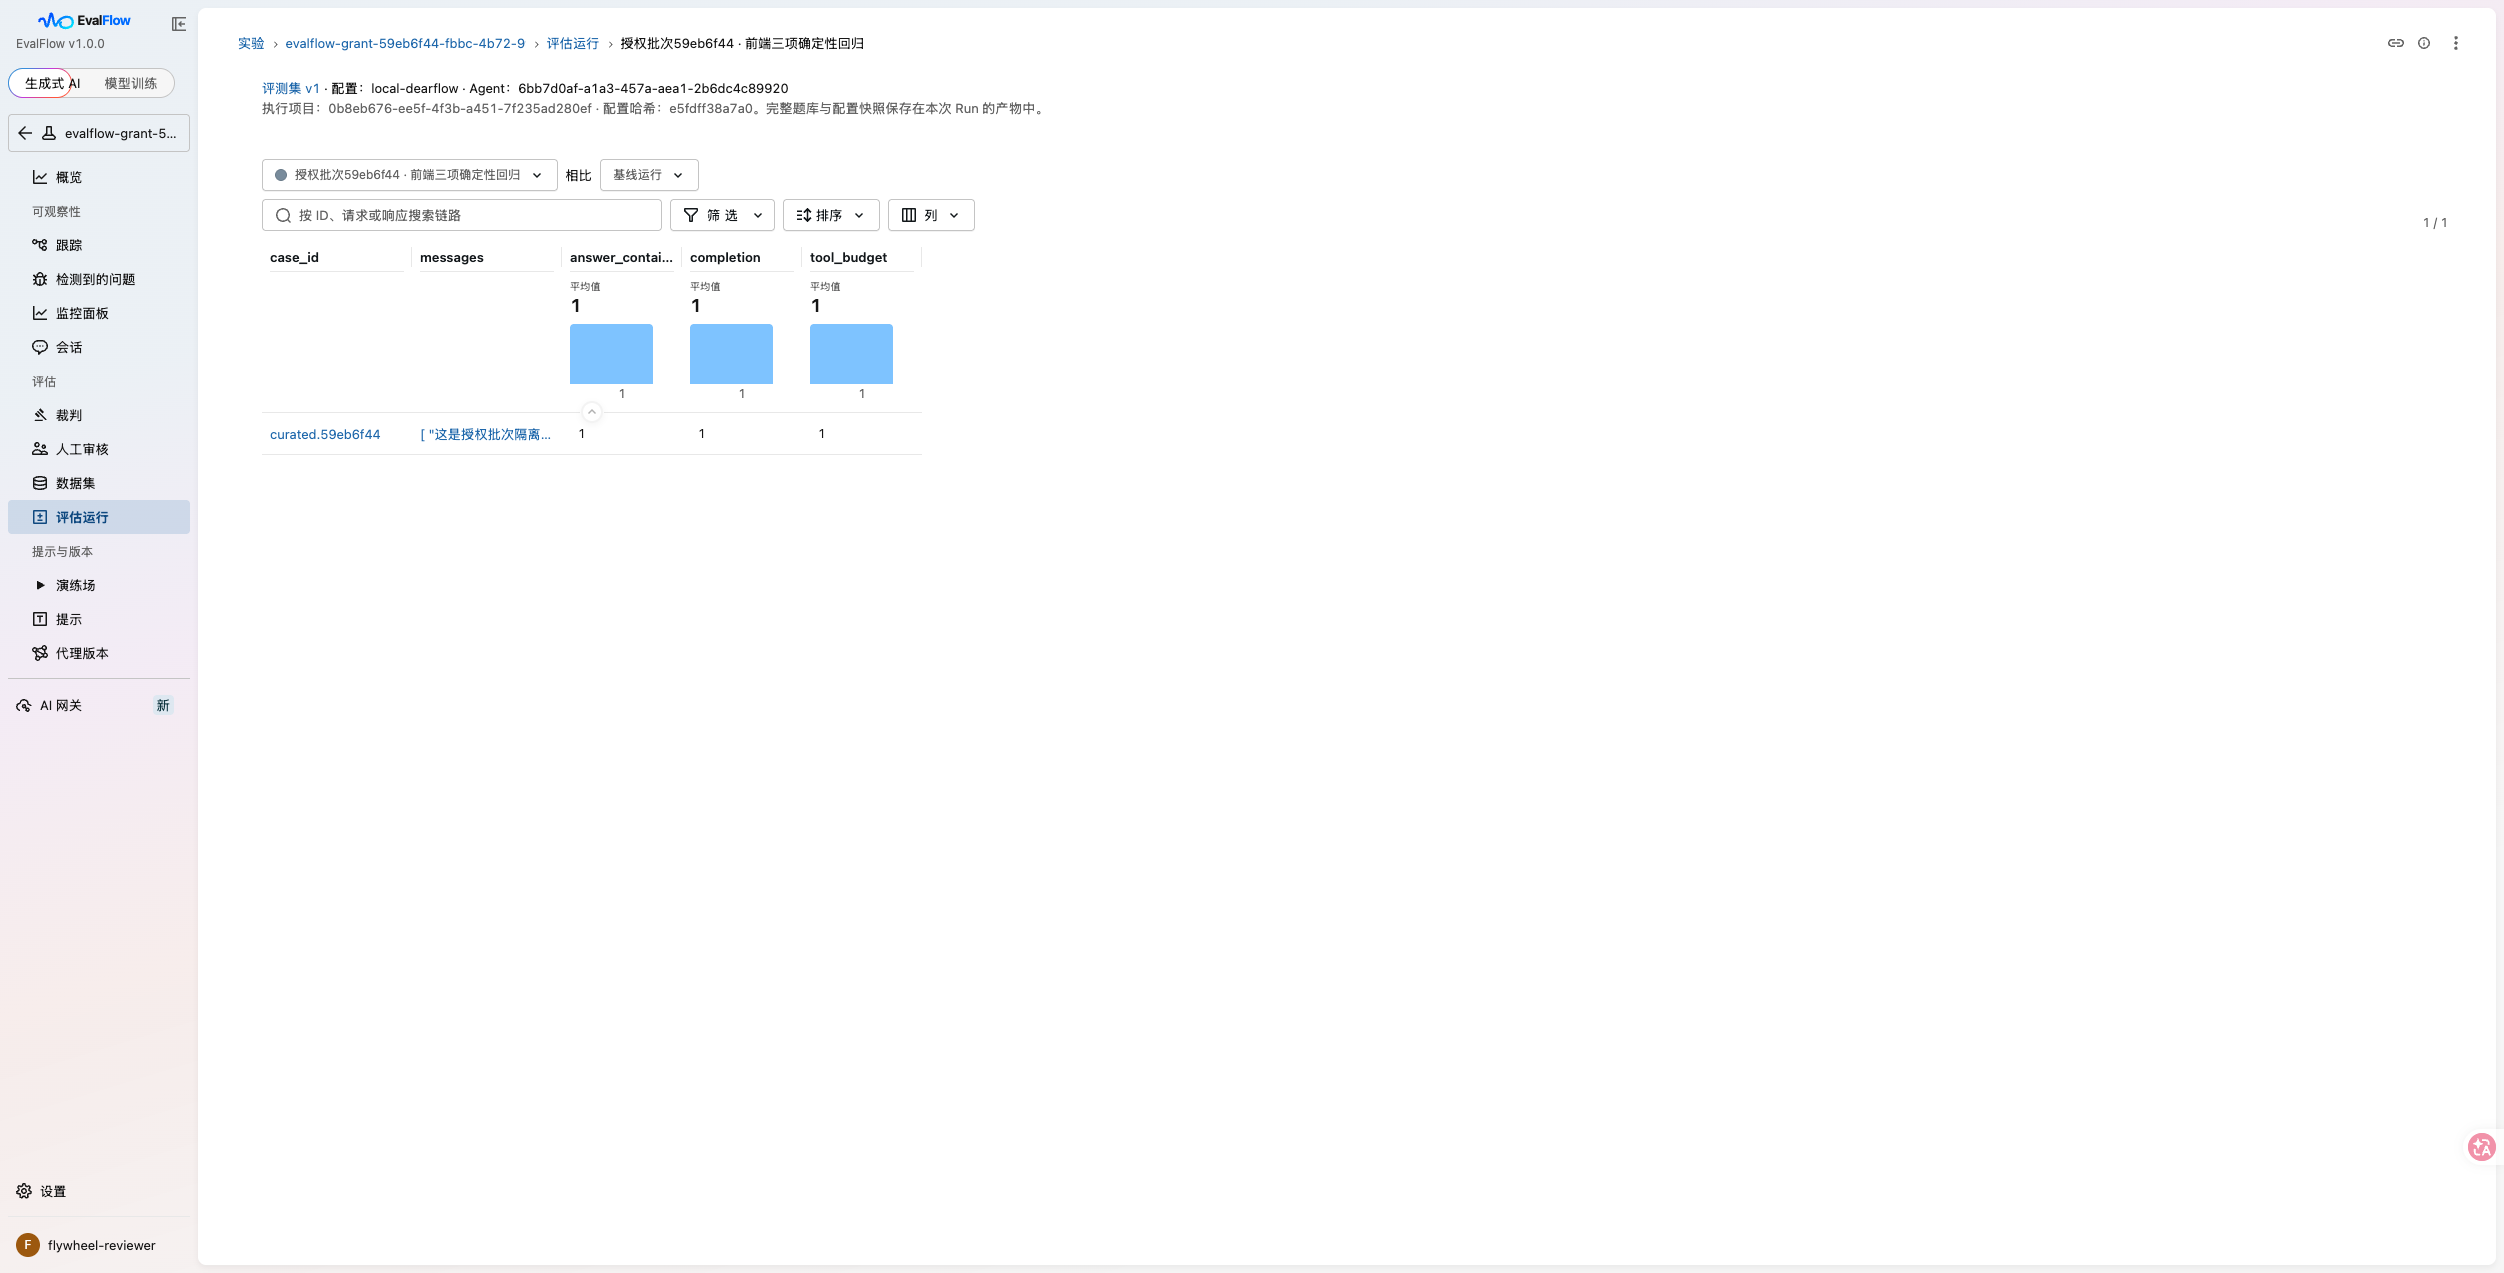 EvalFlow
EvalFlow v1.0.0
生成式 AI
模型训练
evalflow-grant-5...
概览
可观察性
跟踪
检测到的问题
监控面板
会话
评估
裁判
人工审核
数据集
评估运行
提示与版本
演练场
提示
代理版本
AI 网关 新
设置
F flywheel-reviewer
实验 › evalflow-grant-59eb6f44-fbbc-4b72-9 › 评估运行 › 授权批次59eb6f44 · 前端三项确定性回归
评测集 v1 · 配置：local-dearflow · Agent：6bb7d0af-a1a3-457a-aea1-2b6dc4c89920
执行项目：0b8eb676-ee5f-4f3b-a451-7f235ad280ef · 配置哈希：e5fdff38a7a0。完整题库与配置快照保存在本次 Run 的产物中。
授权批次59eb6f44 · 前端三项确定性回归 相比 基线运行
按 ID、请求或响应搜索链路 筛 选 排序 列
1 / 1
case_id messages answer_contai... completion tool_budget
平均值 平均值 平均值
1 1 1
1 1 1
curated.59eb6f44 [ "这是授权批次隔离... 1 1 1